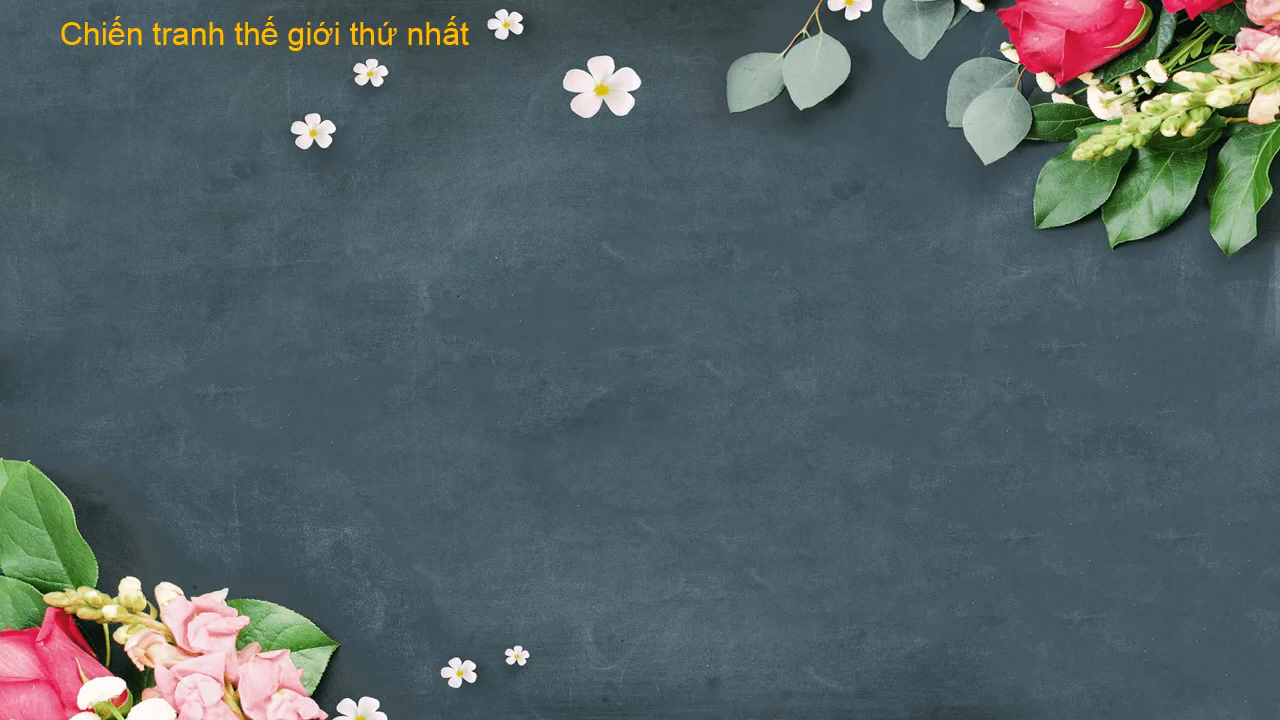 Chiến tranh thế giới thứ nhất